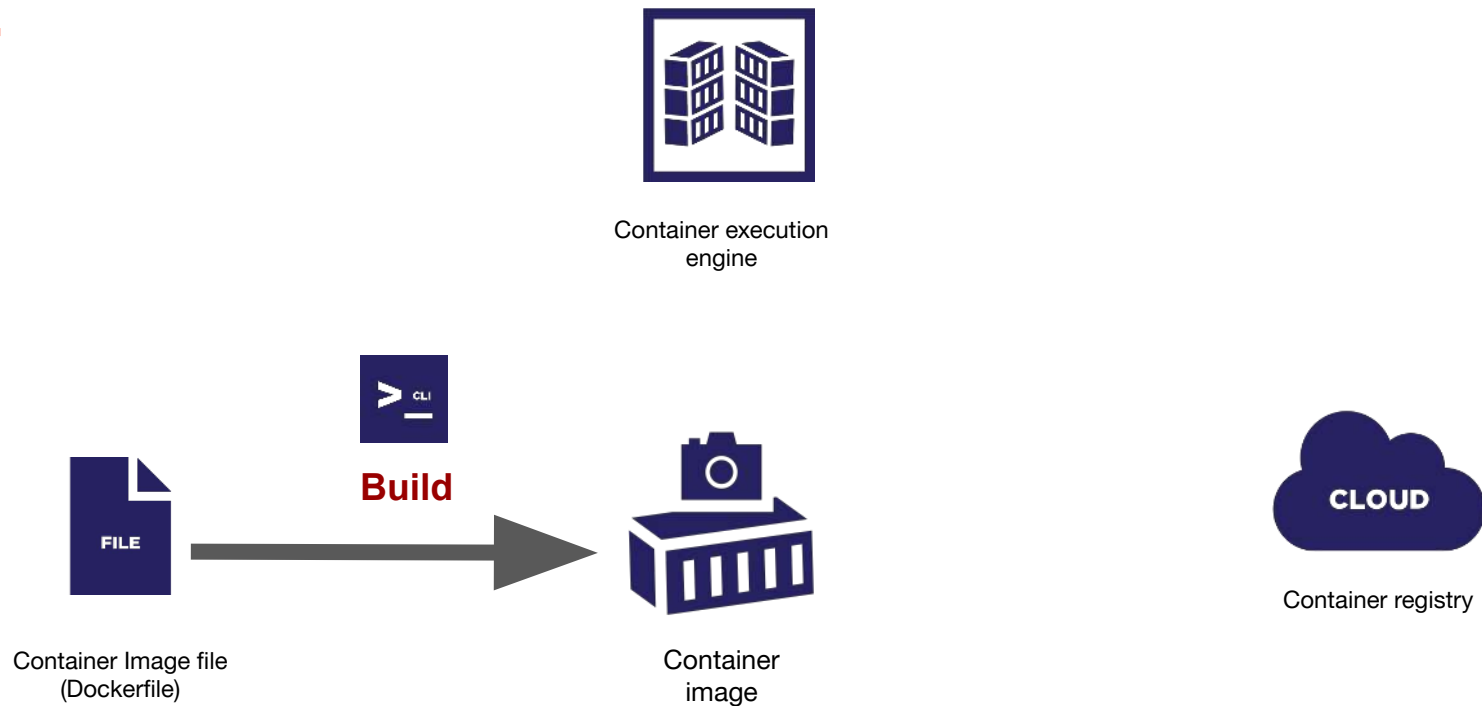 Container execution
engine
>_ CLI
Build
FILE
CLOUD
Container registry
Container Image file
(Dockerfile)
Container
image